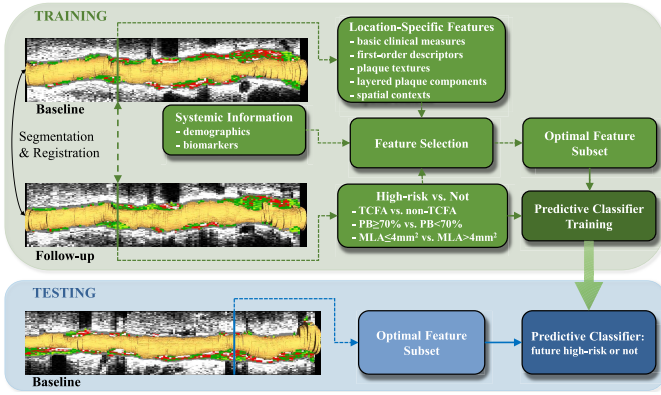 TRAINING
Location-Specific Features
- basic clinical measures
- first-order descriptors
- plaque textures
- layered plaque components
- spatial contexts
Baseline
Segmentation
& Registration
Systemic Information
- demographics
- biomarkers
Feature Selection
Optimal Feature
Subset
High-risk vs. Not
- TCFA vs. non-TCFA
- PB≥70% vs. PB<70%
- MLA≤4mm² vs. MLA>4mm²
Predictive Classifier
Training
Follow-up
TESTING
Optimal Feature
Subset
Predictive Classifier:
future high-risk or not
Baseline